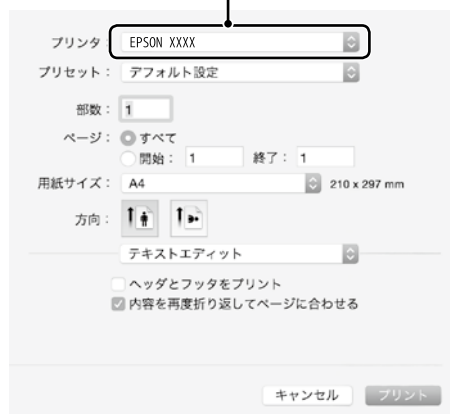 プリンタ： EPSON XXXX
プリセット： デフォルト設定
部数： 1
ページ： すべて
開始： 1 終了： 1
用紙サイズ： A4 210 x 297 mm
方向：
テキストエディット
ヘッダとフッタをプリント
内容を再度折り返してページに合わせる
キャンセル プリント